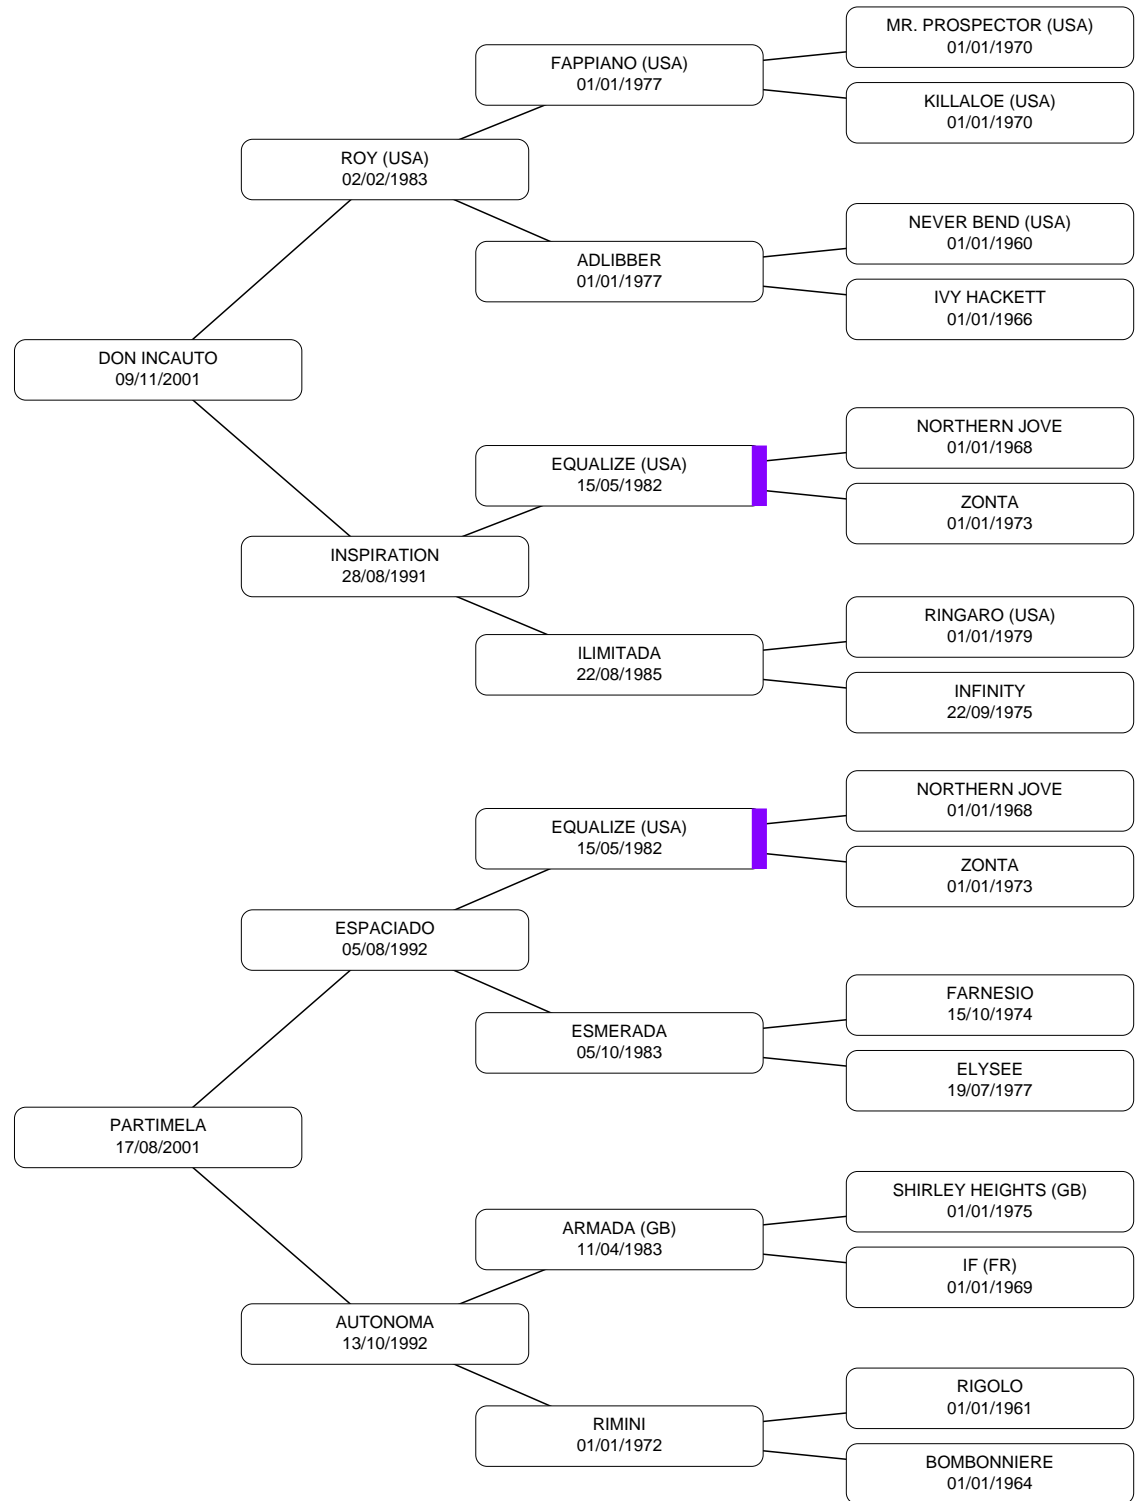 MR. PROSPECTOR (USA)
01/01/1970
FAPPIANO (USA)
01/01/1977
KILLALOE (USA)
01/01/1970
ROY (USA)
02/02/1983
NEVER BEND (USA)
01/01/1960
ADLIBBER
01/01/1977
IVY HACKETT
01/01/1966
DON INCAUTO
09/11/2001
NORTHERN JOVE
01/01/1968
EQUALIZE (USA)
15/05/1982
ZONTA
01/01/1973
INSPIRATION
28/08/1991
RINGARO (USA)
01/01/1979
ILIMITADA
22/08/1985
INFINITY
22/09/1975
NORTHERN JOVE
01/01/1968
EQUALIZE (USA)
15/05/1982
ZONTA
01/01/1973
ESPACIADO
05/08/1992
FARNESIO
15/10/1974
ESMERADA
05/10/1983
ELYSEE
19/07/1977
PARTIMELA
17/08/2001
SHIRLEY HEIGHTS (GB)
01/01/1975
ARMADA (GB)
11/04/1983
IF (FR)
01/01/1969
AUTONOMA
13/10/1992
RIGOLO
01/01/1961
RIMINI
01/01/1972
BOMBONNIERE
01/01/1964